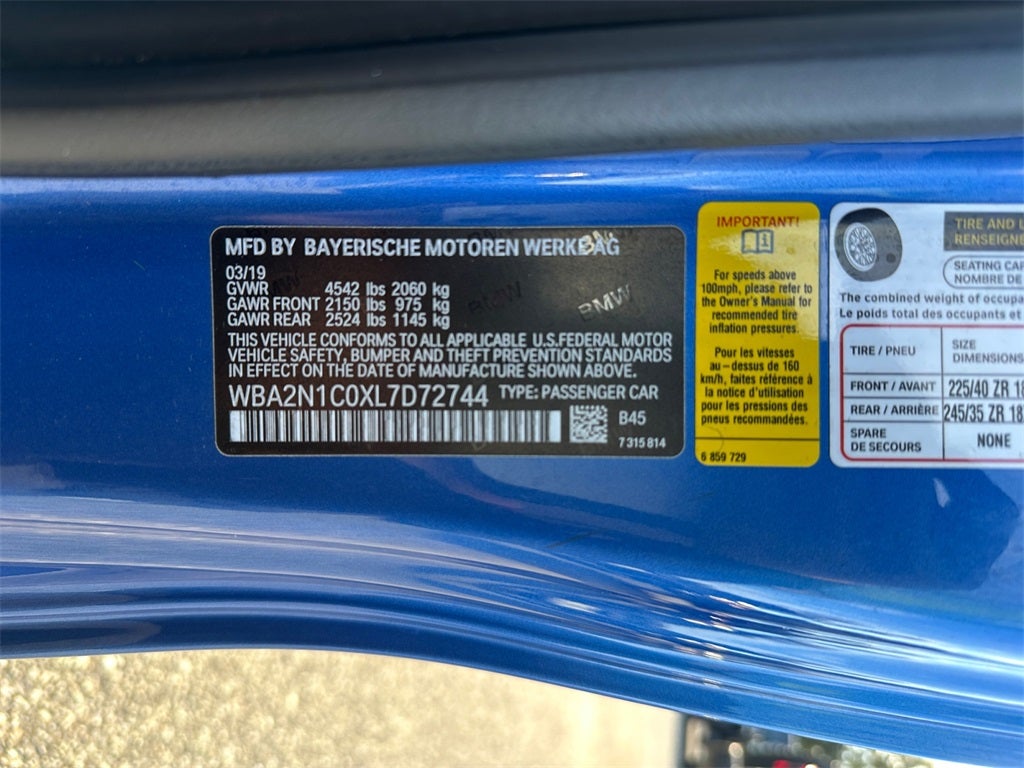 MFD BY BAYERISCHE MOTOREN WERKE AG
03/19
GVWR 4542 lbs 2060 kg
GAWR FRONT 2150 lbs 975 kg
GAWR REAR 2524 lbs 1145 kg
THIS VEHICLE CONFORMS TO ALL APPLICABLE U.S.FEDERAL MOTOR
VEHICLE SAFETY, BUMPER AND THEFT PREVENTION STANDARDS
IN EFFECT ON THE DATE OF MANUFACTURE SHOWN ABOVE.
WBA2N1C0XL7D72744 TYPE: PASSENGER CAR
B45
7 315 814
BMW
BMW
IMPORTANT!
For speeds above
100mph, please refer to
the Owner's Manual for
recommended tire
inflation pressures.
Pour les vitesses
au-dessus de 160
km/h, faites référence à
la notice d'utilisation
pour les pressions des
pneus recommandées.
6 859 729
TIRE AND
SEATING
NOMBRE DE
The combined weight of
Le poids total des occupants et
TIRE / PNEU SIZE
DIMENSIONS
FRONT / AVANT 225/40 ZR 18
REAR / ARRIÈRE 245/35 ZR 18
SPARE
DE SECOURS NONE